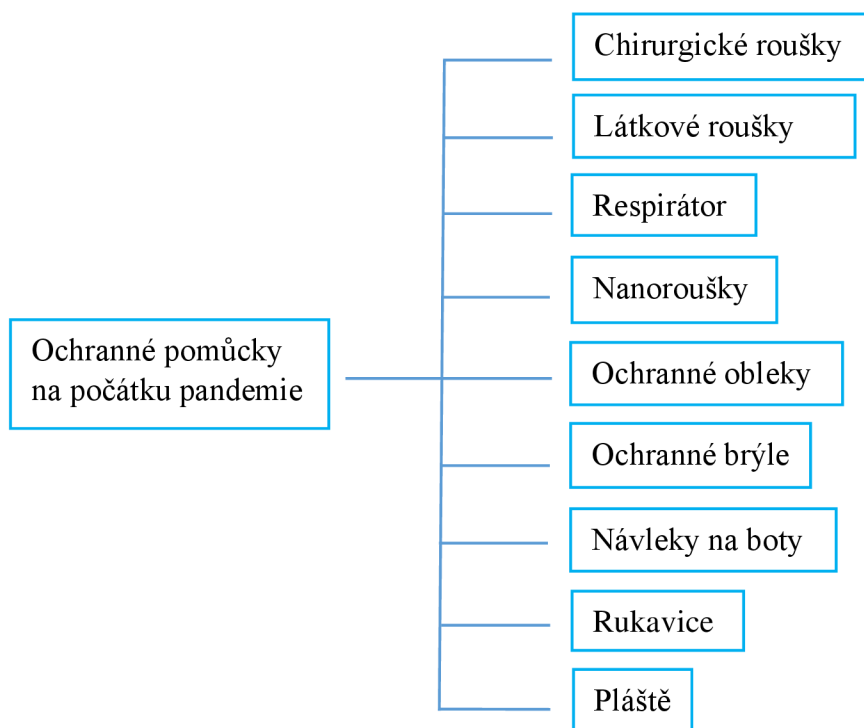 Chirurgické roušky
Látkové roušky
Respirátor
Nanoroušky
Ochranné pomůcky
na počátku pandemie
Ochranné obleky
Ochranné brýle
Návleky na boty
Rukavice
Pláště